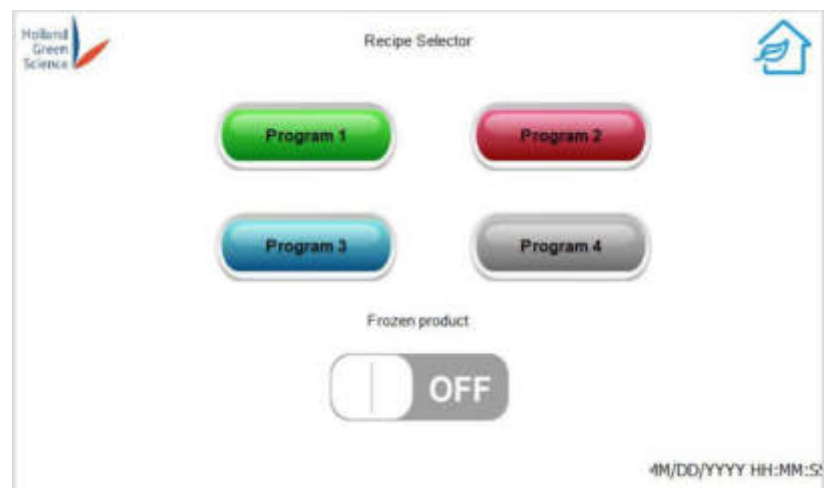 Holland
Green
Science
Recipe Selector
Program 1
Program 2
Program 3
Program 4
Frozen product
OFF
MM/DD/YYYY HH:MM:S